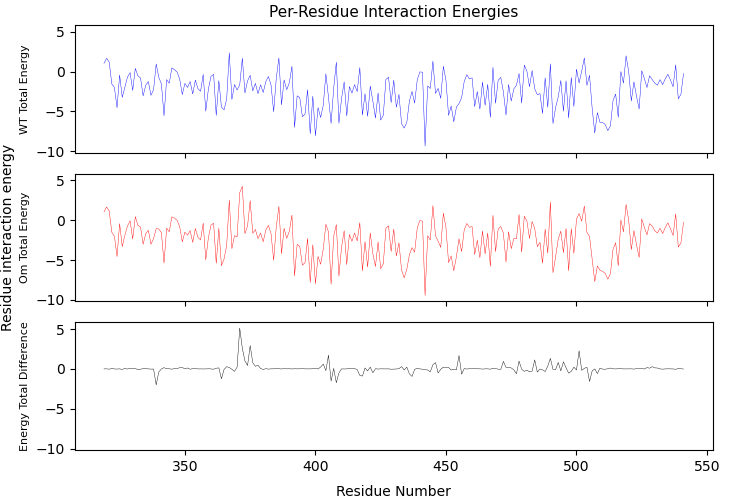 Per-Residue Interaction Energies
Residue interaction energy
WT Total Energy
5
0
−5
−10
Om Total Energy
5
0
−5
−10
Energy Total Difference
5
0
−5
−10
350 400 450 500 550
Residue Number